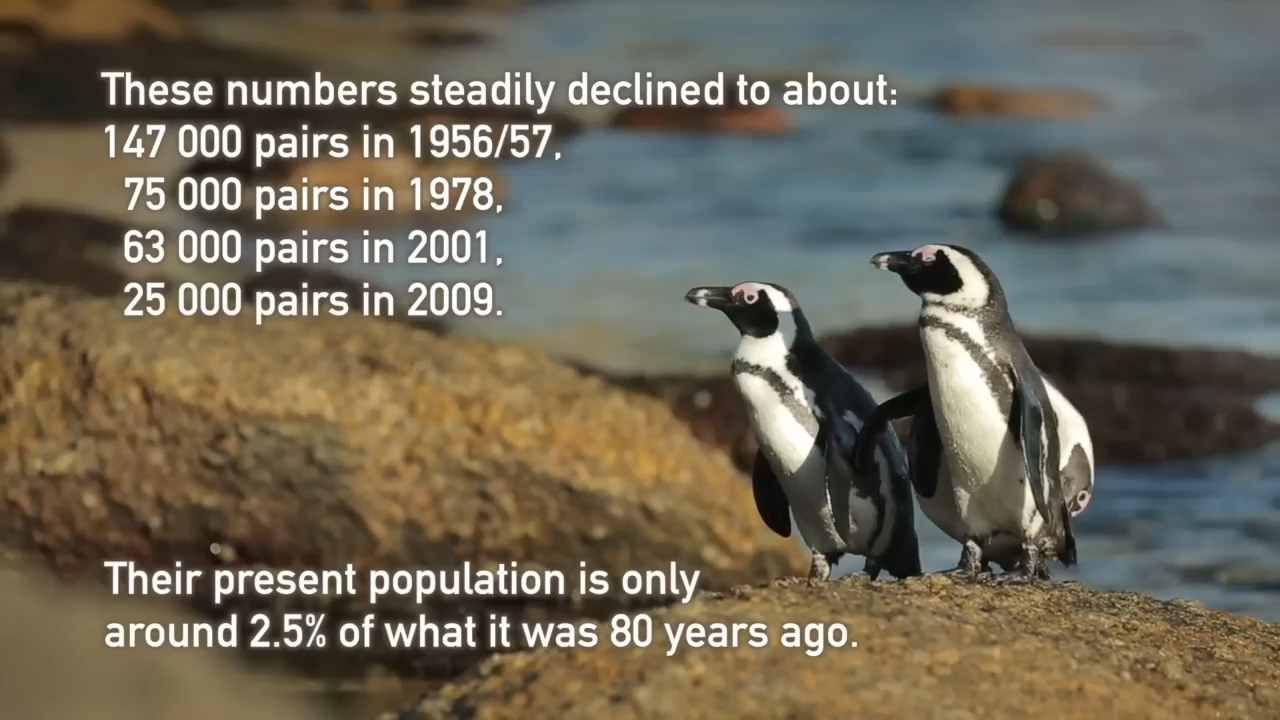 These numbers steadily declined to about:
147 000 pairs in 1956/57,
75 000 pairs in 1978,
63 000 pairs in 2001,
25 000 pairs in 2009.
Their present population is only
around 2.5% of what it was 80 years ago.